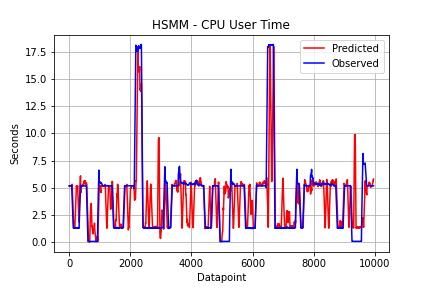 HSMM - CPU User Time
Predicted
Observed
17.5
15.0
12.5
10.0
7.5
5.0
2.5
0.0
Seconds
0 2000 4000 6000 8000 10000
Datapoint